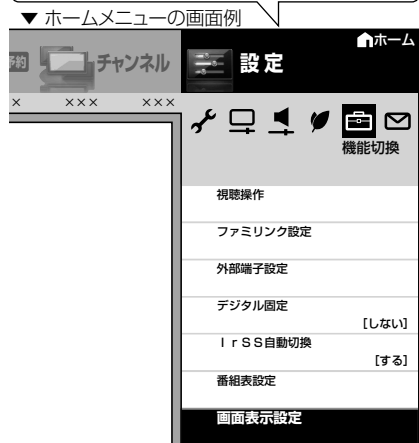 ▼ ホームメニューの画面例
ホーム
予約 チャンネル 設定
× ××× ×××
機能切換
視聴操作
ファミリンク設定
外部端子設定
デジタル固定
[しない]
IrSS自動切換
[する]
番組表設定
画面表示設定